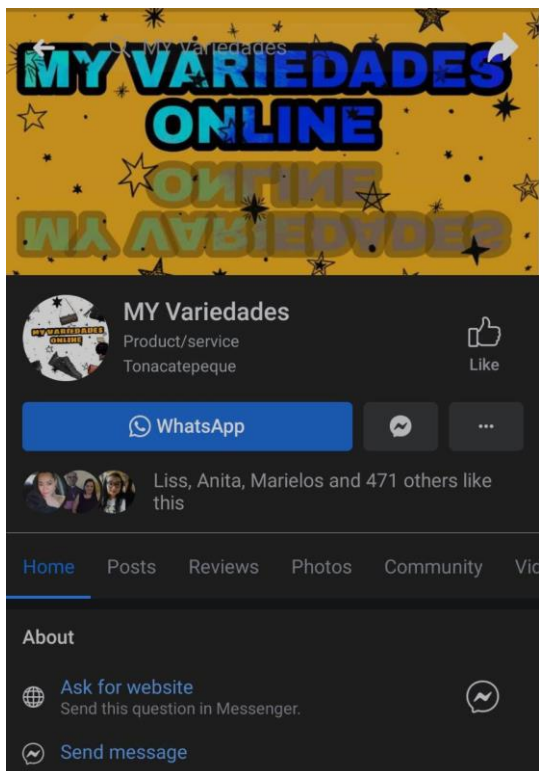 MY Variedades
MY VARIEDADES
ONLINE
ONLINE
MY VARIEDADES
MY VARIEDADES
ONLINE
MY Variedades
Product/service
Tonacatepeque
Like
WhatsApp
...
Liss, Anita, Marielos and 471 others like
this
Home Posts Reviews Photos Community Vid
About
Ask for website
Send this question in Messenger.
Send message